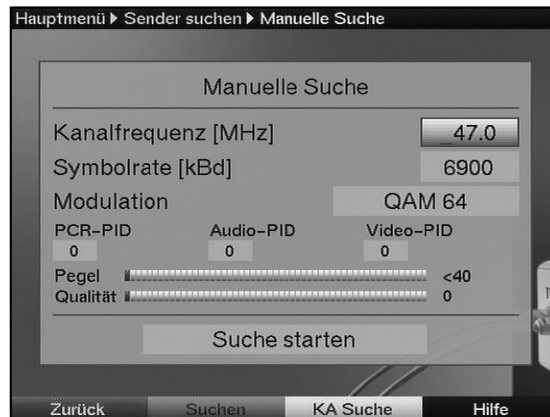 Hauptmenü▶ Sender suchen▶ Manuelle Suche
Manuelle Suche
Kanalfrequenz [MHz] 47.0
Symbolrate [kBd] 6900
Modulation QAM 64
PCR-PID Audio-PID Video-PID
0 0 0
Pegel <40
Qualität 0
Suche starten
Zurück Suchen KA Suche Hilfe